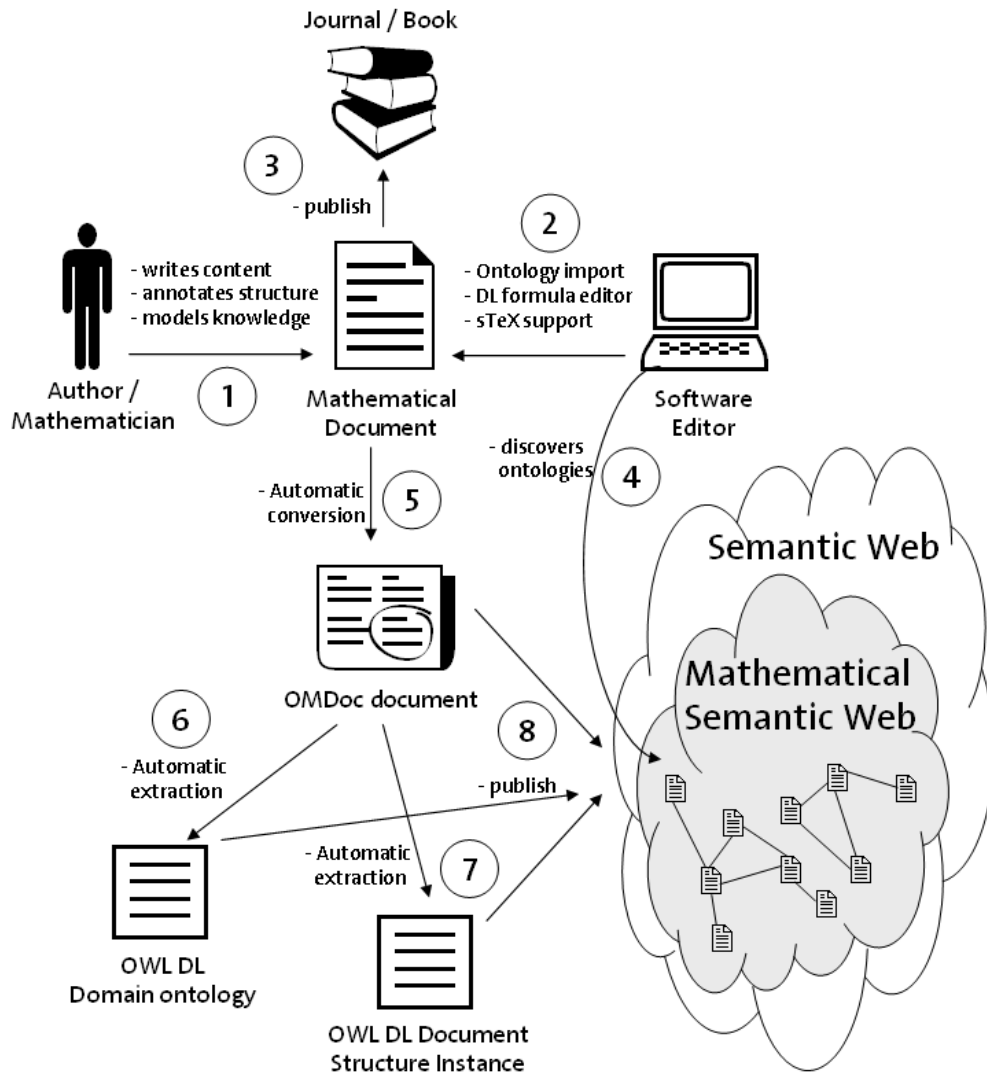 Journal / Book
3
- publish
2
- writes content
- annotates structure
- models knowledge
- Ontology import
- DL formula editor
- sTeX support
1
Author /
Mathematician
Mathematical
Document
Software
Editor
- discovers
ontologies
4
- Automatic
conversion
5
Semantic Web
Mathematical
Semantic Web
OMDoc document
6
- Automatic
extraction
8
- publish
- Automatic
extraction
7
OWL DL
Domain ontology
OWL DL Document
Structure Instance